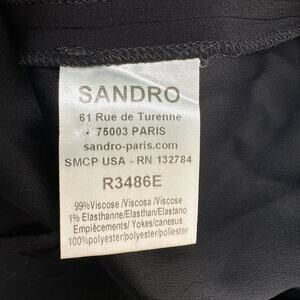 SANDRO
61 Rue de Turenne
75003 PARIS
sandro-paris.com
SMCP USA - RN 132784
R3486E
99%Viscose/Viscosa/Viscose
1% Elasthanne/Elasthan/Elastano
Empiècements/ Yokes/canesus
100%polyester/polyester/poliester